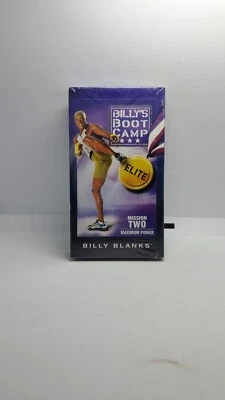 BILLY'S
BOOT
CAMP
ELITE
MISSION
TWO
MAXIMUM POWER
BILLY BLANKS